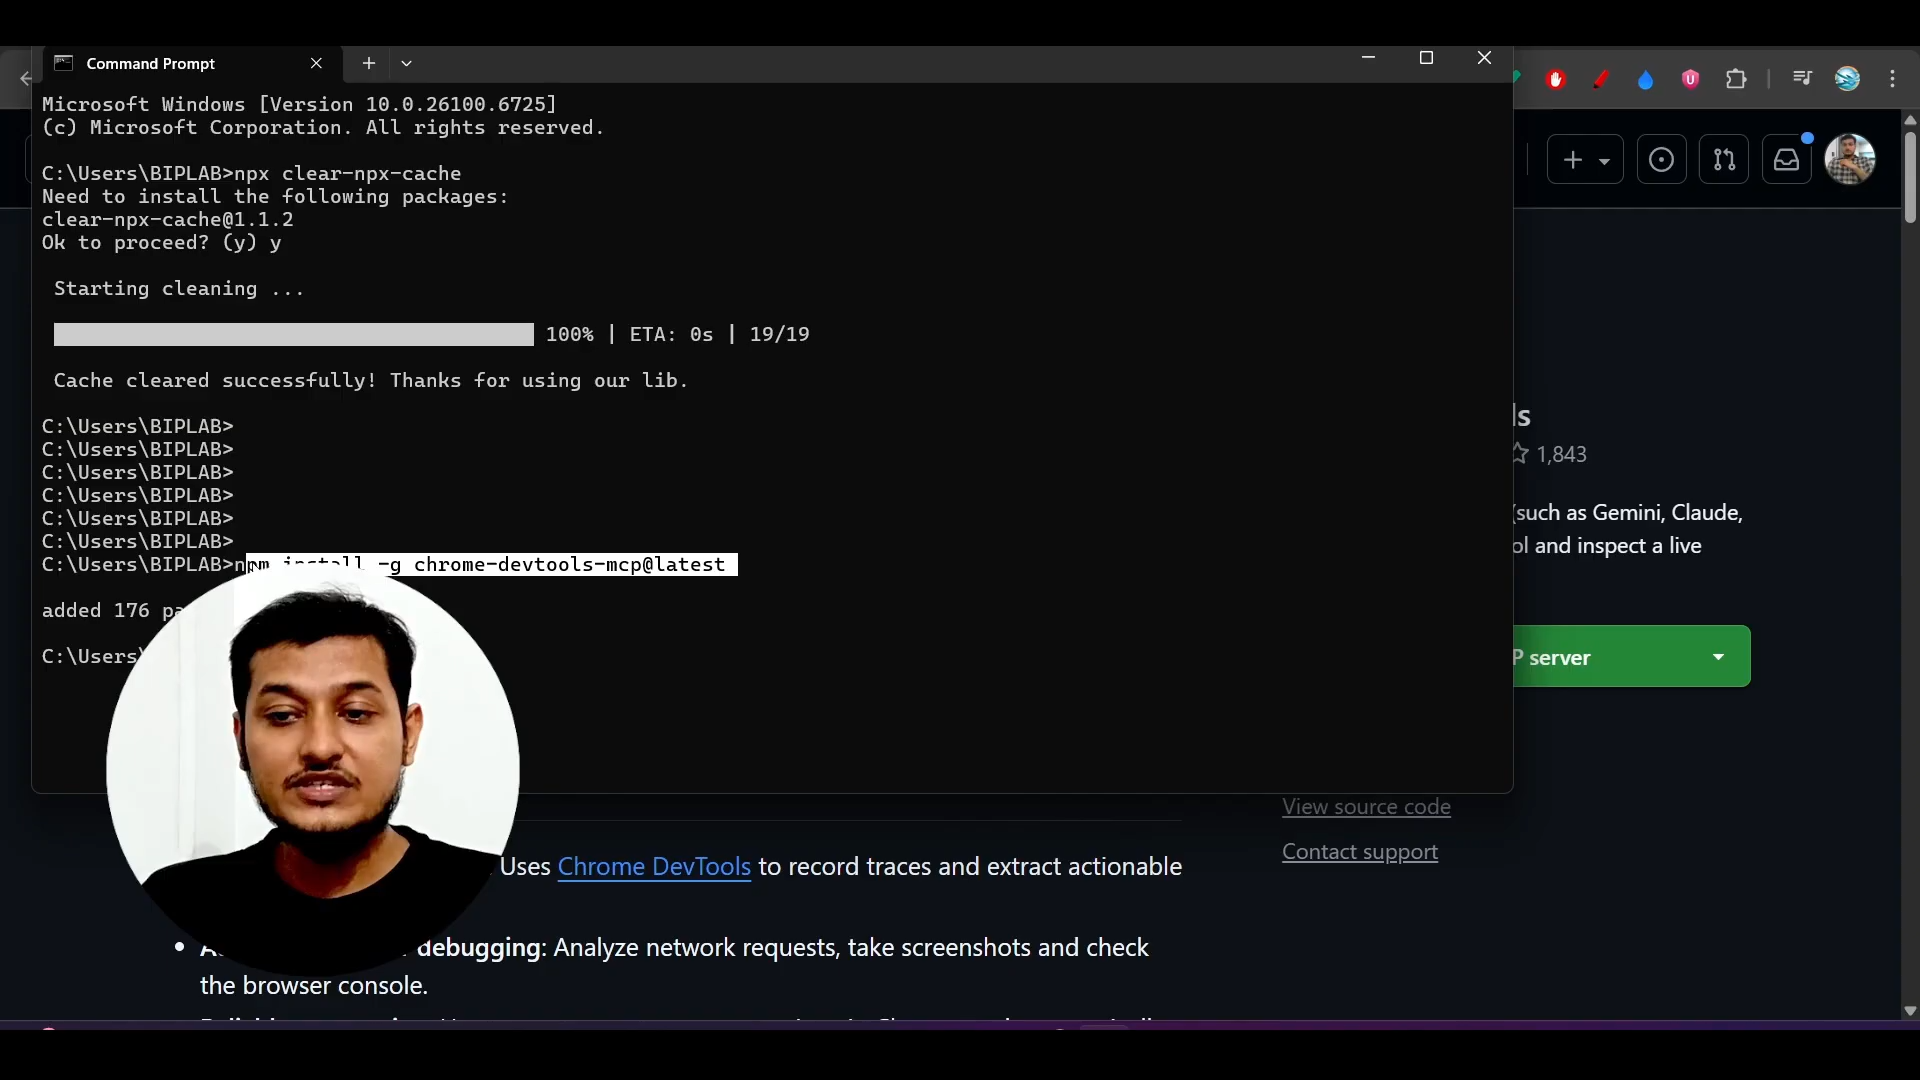 Command Prompt
Microsoft Windows [Version 10.0.26100.6725]
(c) Microsoft Corporation. All rights reserved.
C:\Users\BIPLAB>npx clear-npx-cache
Need to install the following packages:
clear-npx-cache@1.1.2
Ok to proceed? (y) y
Starting cleaning ...
100% | ETA: 0s | 19/19
Cache cleared successfully! Thanks for using our lib.
C:\Users\BIPLAB>
C:\Users\BIPLAB>
C:\Users\BIPLAB>
C:\Users\BIPLAB>
C:\Users\BIPLAB>
C:\Users\BIPLAB>
C:\Users\BIPLAB>npm install -g chrome-devtools-mcp@latest
added 176 pa
C:\Users\
ls
1,843
(such as Gemini, Claude,
ol and inspect a live
P server
View source code
Contact support
Uses Chrome DevTools to record traces and extract actionable
debugging: Analyze network requests, take screenshots and check
the browser console.